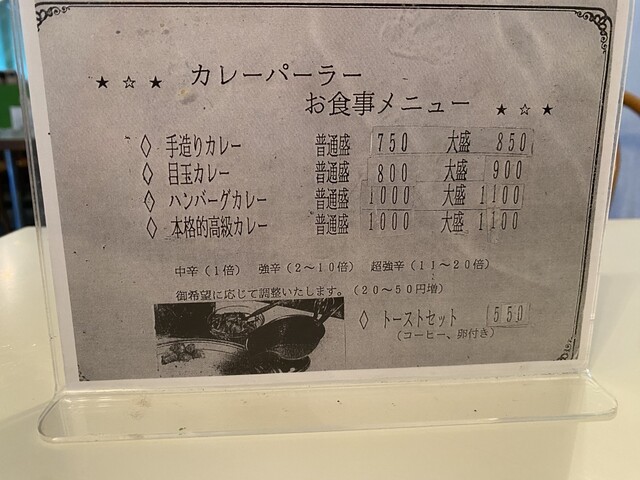 ★ ☆ ★ カレーパーラー
お食事メニュー ★ ☆ ★
◇ 手造りカレー 普通盛 750 大盛 850
◇ 目玉カレー 普通盛 800 大盛 900
◇ ハンバーグカレー 普通盛 1000 大盛 1100
◇ 本格的高級カレー 普通盛 1000 大盛 1100
中辛（1倍） 強辛（2～10倍） 超強辛（11～20倍）
御希望に応じて調整いたします。（20～50円増）
◇ トーストセット 550
（コーヒー、卵付き）